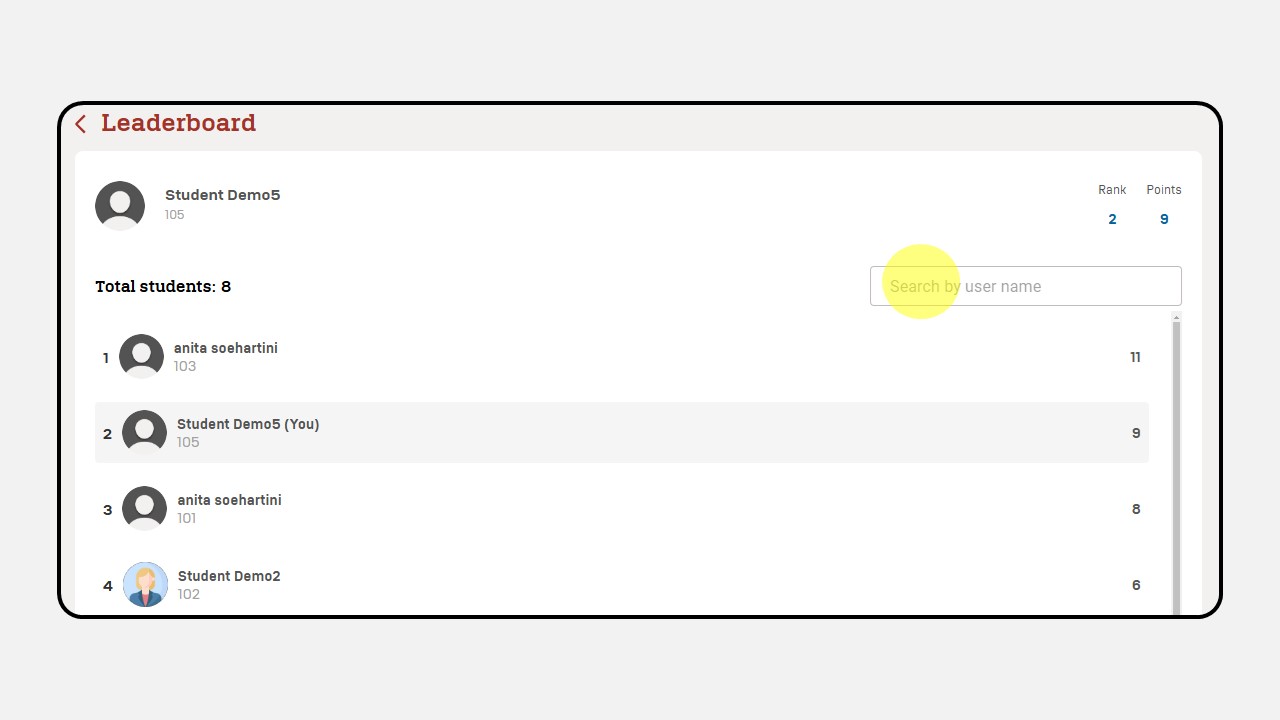 Leaderboard
Student Demo5
105
Rank Points
2 9
Total students: 8
Search by user name
1 anita soehartini 11
103
2 Student Demo5 (You) 9
105
3 anita soehartini 8
101
4 Student Demo2 6
102